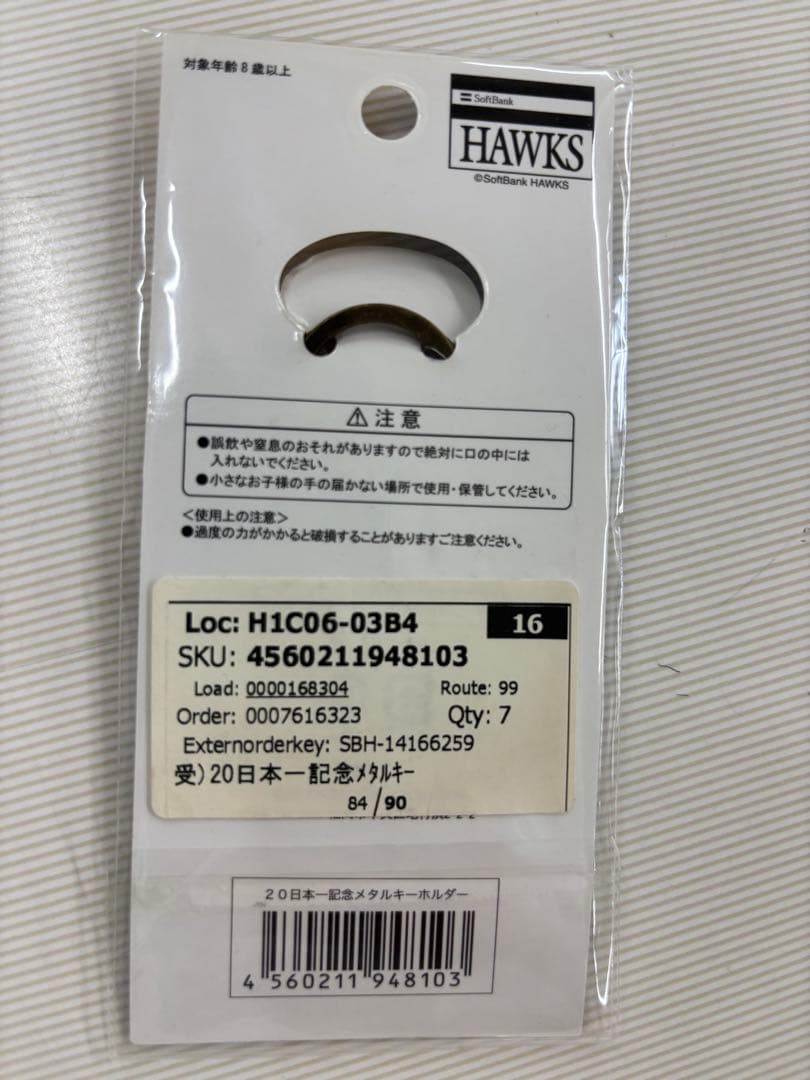 対象年齢8歳以上
SoftBank
HAWKS
©SoftBank HAWKS
⚠注意
●誤飲や窒息のおそれがありますので絶対に口の中には
入れないでください。
●小さなお子様の手の届かない場所で使用・保管してください。
<使用上の注意>
●過度の力がかかると破損することがありますご注意ください。
Loc: H1C06-03B4 16
SKU: 4560211948103
Load: 0000168304 Route: 99
Order: 0007616323 Qty: 7
Externorderkey: SBH-14166259
受)20日本一記念ﾒﾀﾙｷｰ
84/90
20日本一記念メタルキーホルダー
4 560211 948103